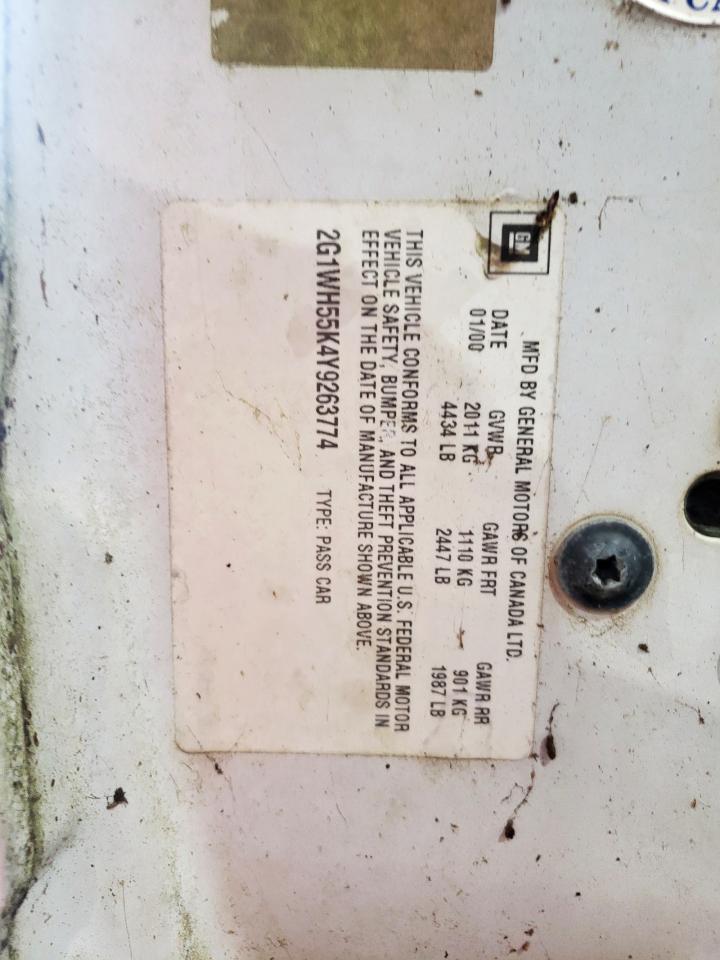 GM
MFD BY GENERAL MOTORS OF CANADA LTD.
DATE GVWR GAWR FRT GAWR RR
01/00 2011 KG 1110 KG 901 KG
4434 LB 2447 LB 1987 LB
THIS VEHICLE CONFORMS TO ALL APPLICABLE U.S. FEDERAL MOTOR
VEHICLE SAFETY, BUMPER, AND THEFT PREVENTION STANDARDS IN
EFFECT ON THE DATE OF MANUFACTURE SHOWN ABOVE.
2G1WH55K4Y9263774 TYPE: PASS CAR